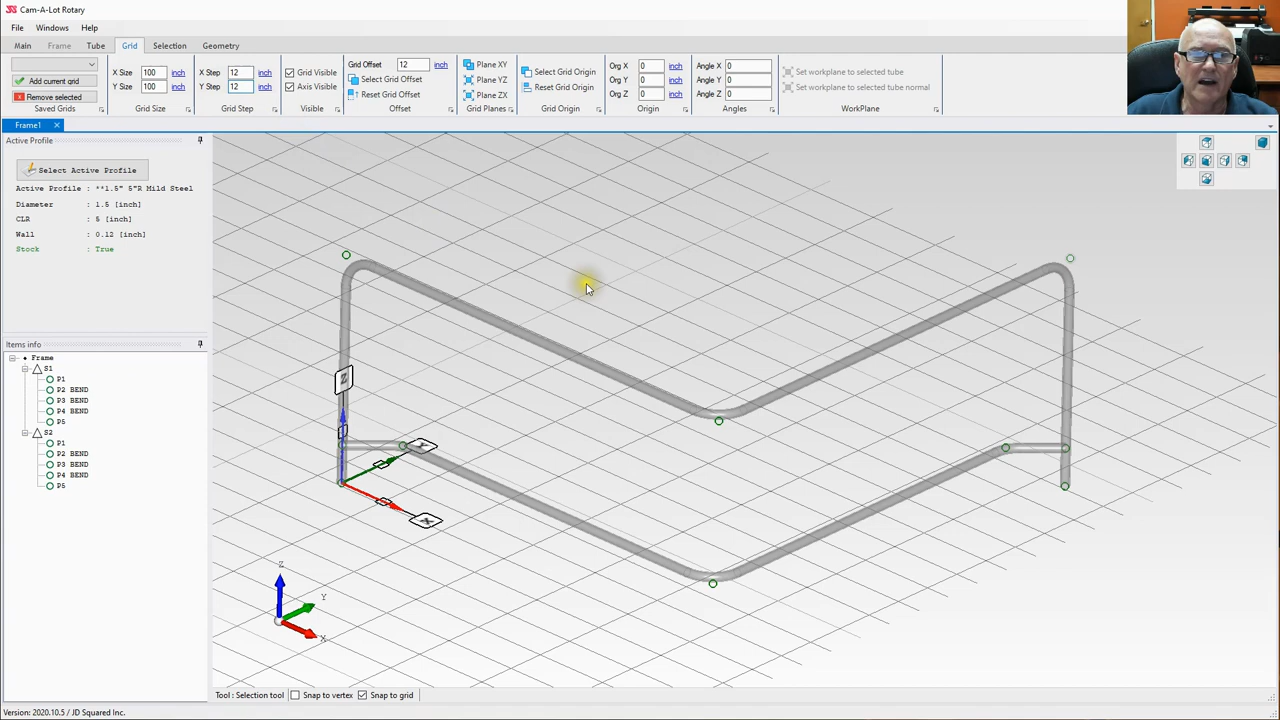 Cam-A-Lot Rotary
File Windows Help
Main Frame Tube Grid Selection Geometry
X Size 100 inch X Step 12 inch Grid Visible Grid Offset 12 inch Plane XY Select Grid Origin Org X 0 inch Angle X 0 Set workplane to selected tube
Add current grid Y Size 100 inch Y Step 12 inch Axis Visible Select Grid Offset Plane YZ Reset Grid Origin Org Y 0 inch Angle Y 0 Set workplane to selected tube normal
Remove selected Reset Grid Offset Plane ZX Org Z 0 inch Angle Z 0
Saved Grids Grid Size Grid Step Visible Offset Grid Planes Grid Origin Origin Angles WorkPlane
Frame1
Active Profile
Select Active Profile
Active Profile : **1.5" 5"R Mild Steel
Diameter : 1.5 [inch]
CLR : 5 [inch]
Wall : 0.12 [inch]
Stock : True
Items info
Frame
S1
P1
P2 BEND
P3 BEND
P4 BEND
P5
S2
P1
P2 BEND
P3 BEND
P4 BEND
P5
Z
X
Z
Y
X
Tool : Selection tool Snap to vertex Snap to grid
Version: 2020.10.5 / JD Squared Inc.